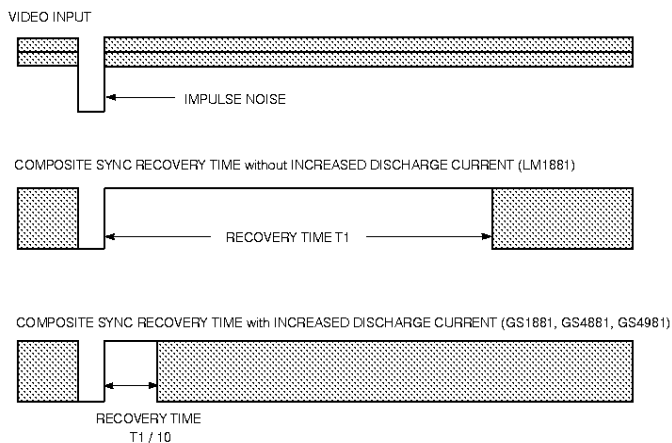 VIDEO INPUT
IMPULSE NOISE
COMPOSITE SYNC RECOVERY TIME without INCREASED DISCHARGE CURRENT (LM1881)
RECOVERY TIME T1
COMPOSITE SYNC RECOVERY TIME with INCREASED DISCHARGE CURRENT (GS1881, GS4881, GS4981)
RECOVERY TIME
T1 / 10